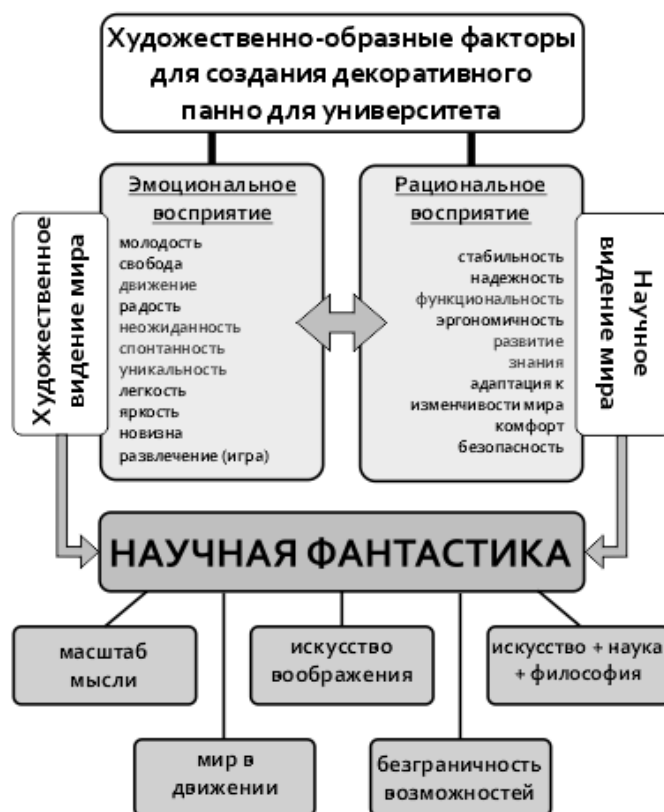 Художественно-образные факторы
для создания декоративного
панно для университета
Эмоциональное
восприятие
молодость
свобода
движение
радость
неожиданность
спонтанность
уникальность
легкость
яркость
новизна
развлечение (игра)
Рациональное
восприятие
стабильность
надежность
функциональность
эргономичность
развитие
знания
адаптация к
изменчивости мира
комфорт
безопасность
Художественное
видение мира
Научное
видение мира
НАУЧНАЯ ФАНТАСТИКА
масштаб
мысли
искусство
воображения
искусство + наука
+ философия
мир в
движении
безграничность
возможностей